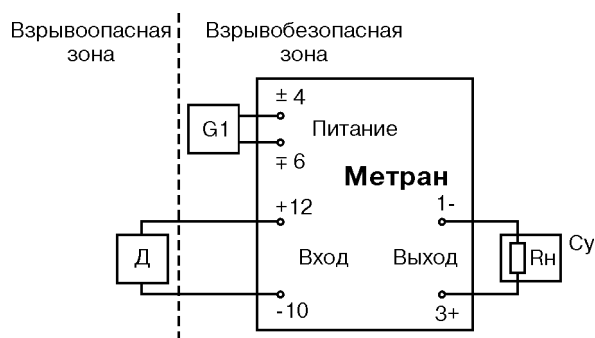 Взрывоопасная
зона
Взрывобезопасная
зона
± 4
G1
Питание
∓ 6
Метран
+12
1-
Д
Вход
Выход
Rн
Су
-10
3+